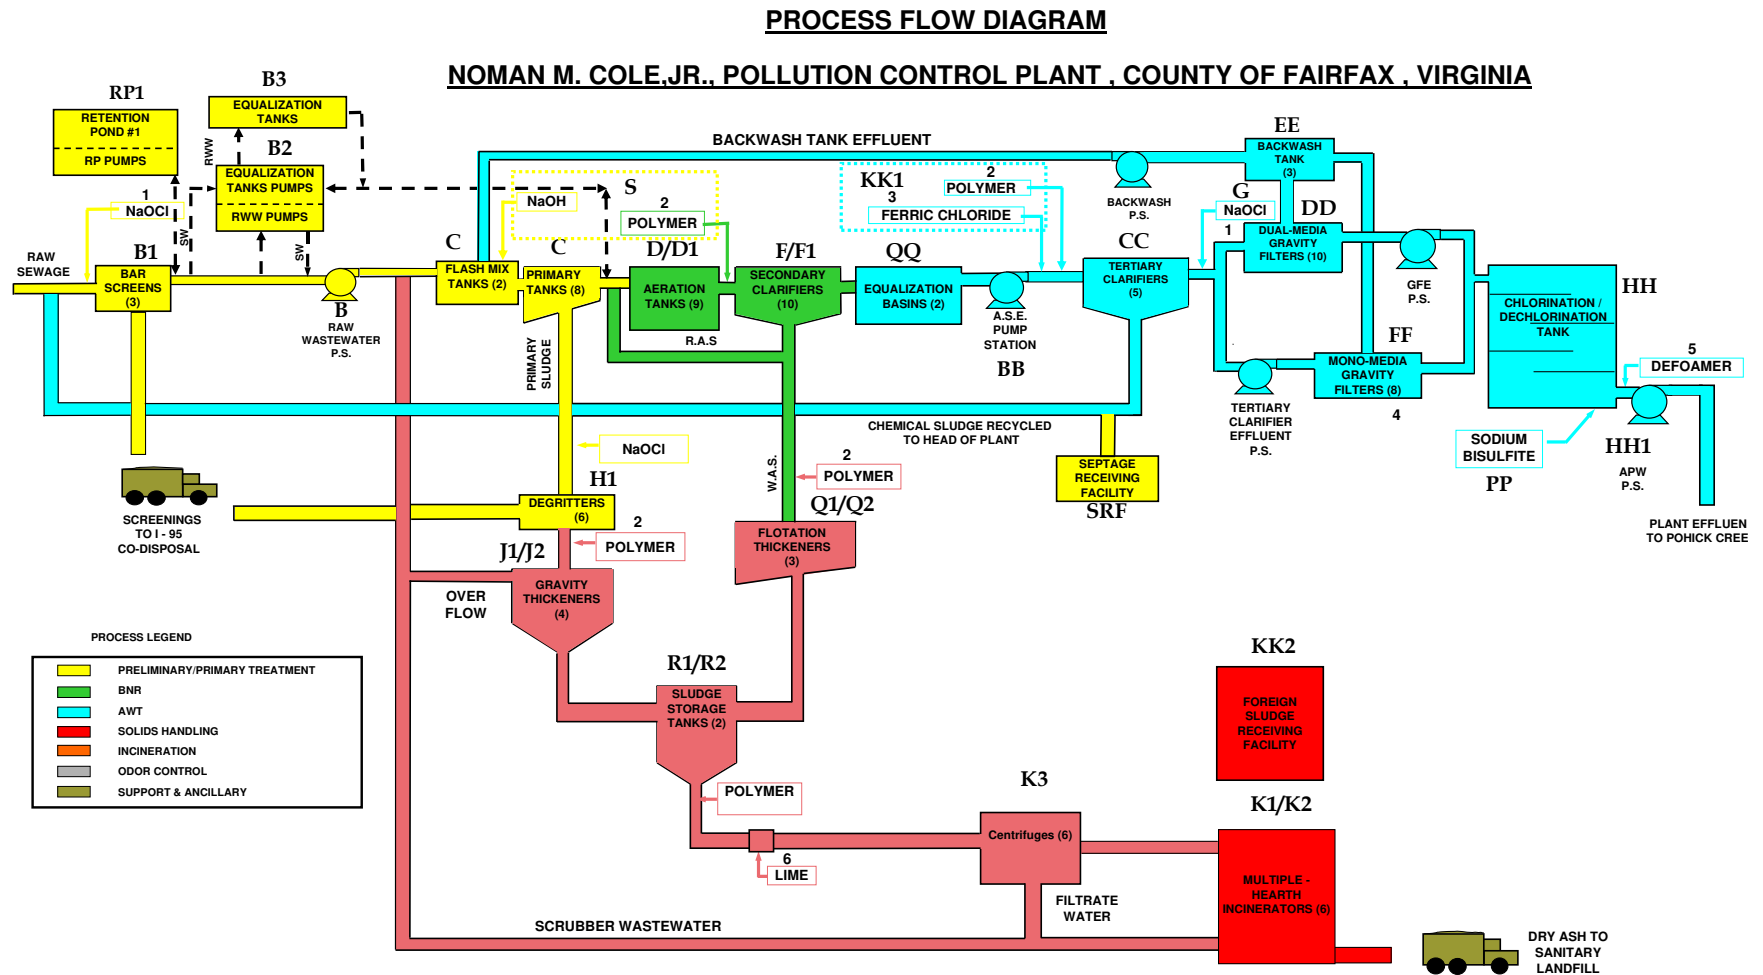 PROCESS FLOW DIAGRAM
NOMAN M. COLE,JR., POLLUTION CONTROL PLANT , COUNTY OF FAIRFAX , VIRGINIA
RP1
RETENTION
POND #1
RP PUMPS
B3
EQUALIZATION
TANKS
RWW
B2
EQUALIZATION
TANKS PUMPS
RWW PUMPS
SW
SW
1
NaOCl
RAW
SEWAGE
B1
BAR
SCREENS
(3)
B
RAW
WASTEWATER
P.S.
BACKWASH TANK EFFLUENT
S
NaOH
2
POLYMER
C
FLASH MIX
TANKS (2)
C
PRIMARY
TANKS (8)
D/D1
AERATION
TANKS (9)
F/F1
SECONDARY
CLARIFIERS
(10)
R.A.S
PRIMARY
SLUDGE
QQ
EQUALIZATION
BASINS (2)
KK1
2
POLYMER
3
FERRIC CHLORIDE
A.S.E.
PUMP
STATION
BB
CC
TERTIARY
CLARIFIERS
(5)
BACKWASH
P.S.
EE
BACKWASH
TANK
(3)
G
NaOCl
1
DD
DUAL-MEDIA
GRAVITY
FILTERS (10)
GFE
P.S.
FF
MONO-MEDIA
GRAVITY
FILTERS (8)
4
TERTIARY
CLARIFIER
EFFLUENT
P.S.
HH
CHLORINATION /
DECHLORINATION
TANK
5
DEFOAMER
SODIUM
BISULFITE
PP
HH1
APW
P.S.
PLANT EFFLUEN
TO POHICK CREE
CHEMICAL SLUDGE RECYCLED
TO HEAD OF PLANT
SEPTAGE
RECEIVING
FACILITY
SRF
NaOCl
W.A.S.
2
POLYMER
H1
DEGRITTERS
(6)
2
POLYMER
Q1/Q2
FLOTATION
THICKENERS
(3)
SCREENINGS
TO I - 95
CO-DISPOSAL
J1/J2
GRAVITY
THICKENERS
(4)
OVER
FLOW
R1/R2
SLUDGE
STORAGE
TANKS (2)
POLYMER
6
LIME
K3
Centrifuges (6)
FILTRATE
WATER
SCRUBBER WASTEWATER
KK2
FOREIGN
SLUDGE
RECEIVING
FACILITY
K1/K2
MULTIPLE -
HEARTH
INCINERATORS (6)
DRY ASH TO
SANITARY
LANDFILL
PROCESS LEGEND
PRELIMINARY/PRIMARY TREATMENT
BNR
AWT
SOLIDS HANDLING
INCINERATION
ODOR CONTROL
SUPPORT & ANCILLARY